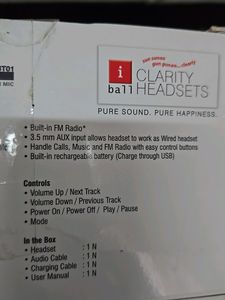 BT01
MIC
i
ball
CLARITY
HEADSETS
PURE SOUND. PURE HAPPINESS.
• Built-in FM Radio*
• 3.5 mm AUX input allows headset to work as Wired headset
• Handle Calls, Music and FM Radio with easy control buttons
• Built-in rechargeable battery (Charge through USB)
Controls
• Volume Up / Next Track
• Volume Down / Previous Track
• Power On / Power Off / Play / Pause
• Mode
In the Box
• Headset : 1 N
• Audio Cable : 1 N
• Charging Cable : 1 N
• User Manual : 1 N